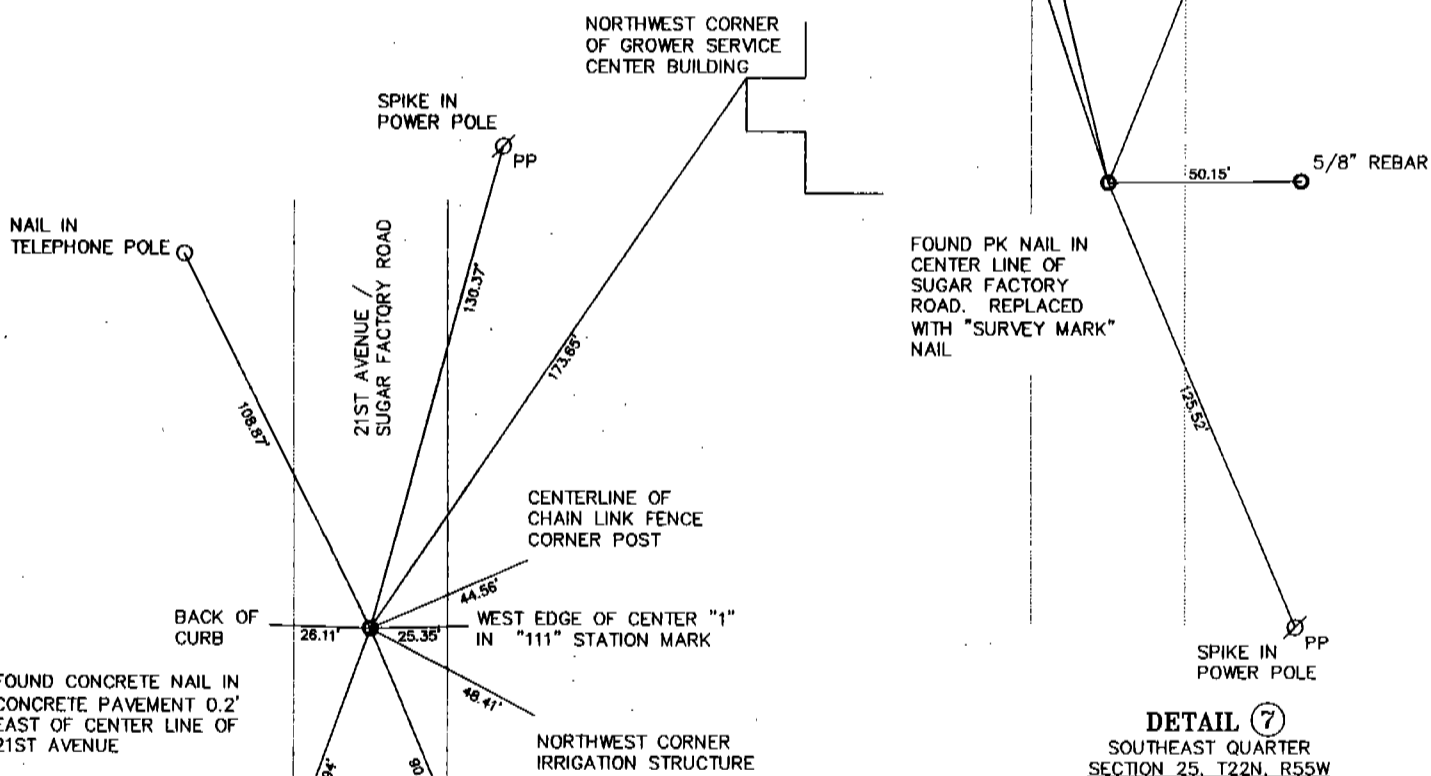 NORTHWEST CORNER
OF GROWER SERVICE
CENTER BUILDING
SPIKE IN
POWER POLE
PP
NAIL IN
TELEPHONE POLE
21ST AVENUE /
SUGAR FACTORY ROAD
130.37'
173.65'
108.87'
CENTERLINE OF
CHAIN LINK FENCE
CORNER POST
44.56'
BACK OF
CURB
26.11'
25.35'
WEST EDGE OF CENTER "1"
IN "111" STATION MARK
48.41'
FOUND CONCRETE NAIL IN
CONCRETE PAVEMENT 0.2'
EAST OF CENTER LINE OF
21ST AVENUE
NORTHWEST CORNER
IRRIGATION STRUCTURE
50.15'
5/8" REBAR
FOUND PK NAIL IN
CENTER LINE OF
SUGAR FACTORY
ROAD. REPLACED
WITH "SURVEY MARK"
NAIL
125.52'
PP
SPIKE IN
POWER POLE
DETAIL 7
SOUTHEAST QUARTER
SECTION 25, T22N, R55W